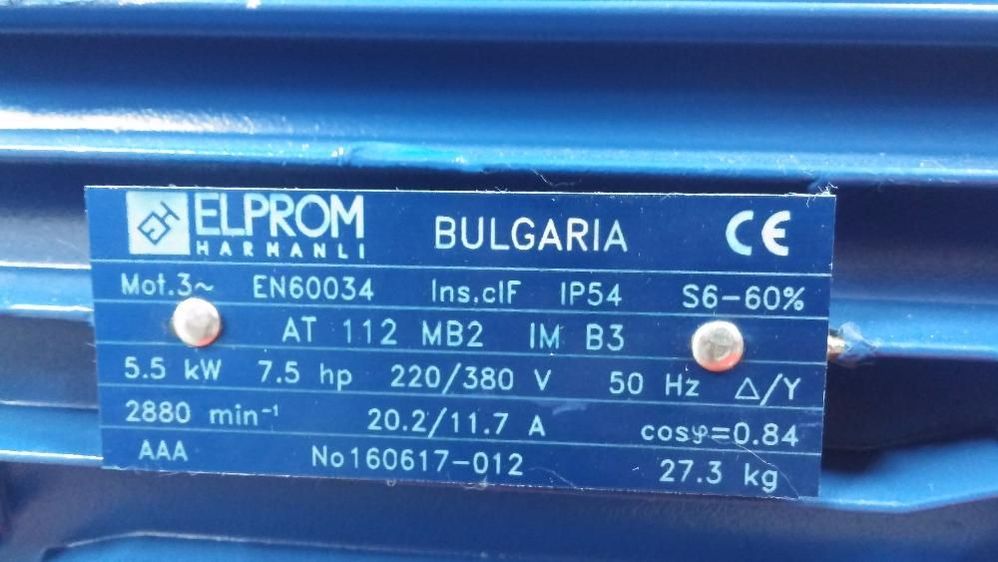 ELPROM BULGARIA CE
HARMANLI
Mot.3~ EN60034 Ins.clF IP54 S6-60%
AT 112 MB2 IM B3
5.5 kW 7.5 hp 220/380 V 50 Hz △/Y
2880 min⁻¹ 20.2/11.7 A cosφ=0.84
AAA No160617-012 27.3 kg